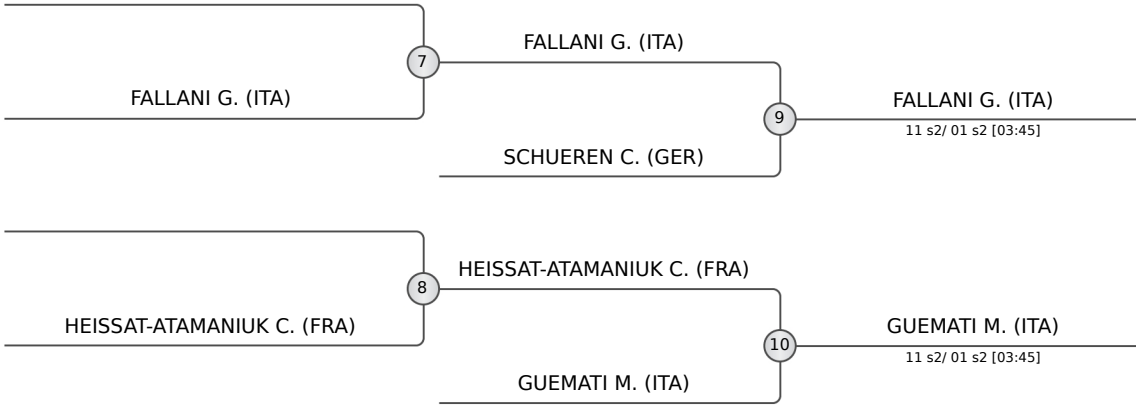 FALLANI G. (ITA)
7
FALLANI G. (ITA)
SCHUEREN C. (GER)
9
FALLANI G. (ITA)
11 s2/ 01 s2 [03:45]
HEISSAT-ATAMANIUK C. (FRA)
8
HEISSAT-ATAMANIUK C. (FRA)
GUEMATI M. (ITA)
10
GUEMATI M. (ITA)
11 s2/ 01 s2 [03:45]